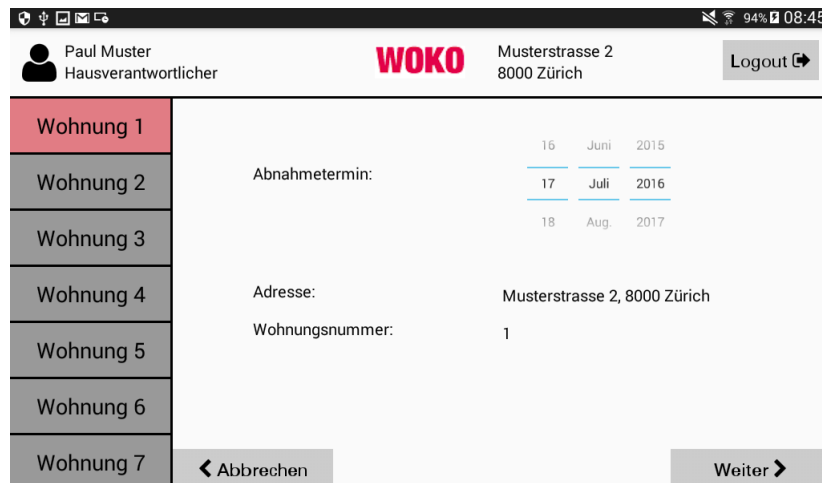 94% 08:45
Paul Muster
Hausverantwortlicher
WOKO
Musterstrasse 2
8000 Zürich
Logout
Wohnung 1
Wohnung 2
Wohnung 3
Wohnung 4
Wohnung 5
Wohnung 6
Wohnung 7
16 Juni 2015
Abnahmetermin:
17 Juli 2016
18 Aug. 2017
Adresse:
Musterstrasse 2, 8000 Zürich
Wohnungsnummer:
1
Abbrechen
Weiter